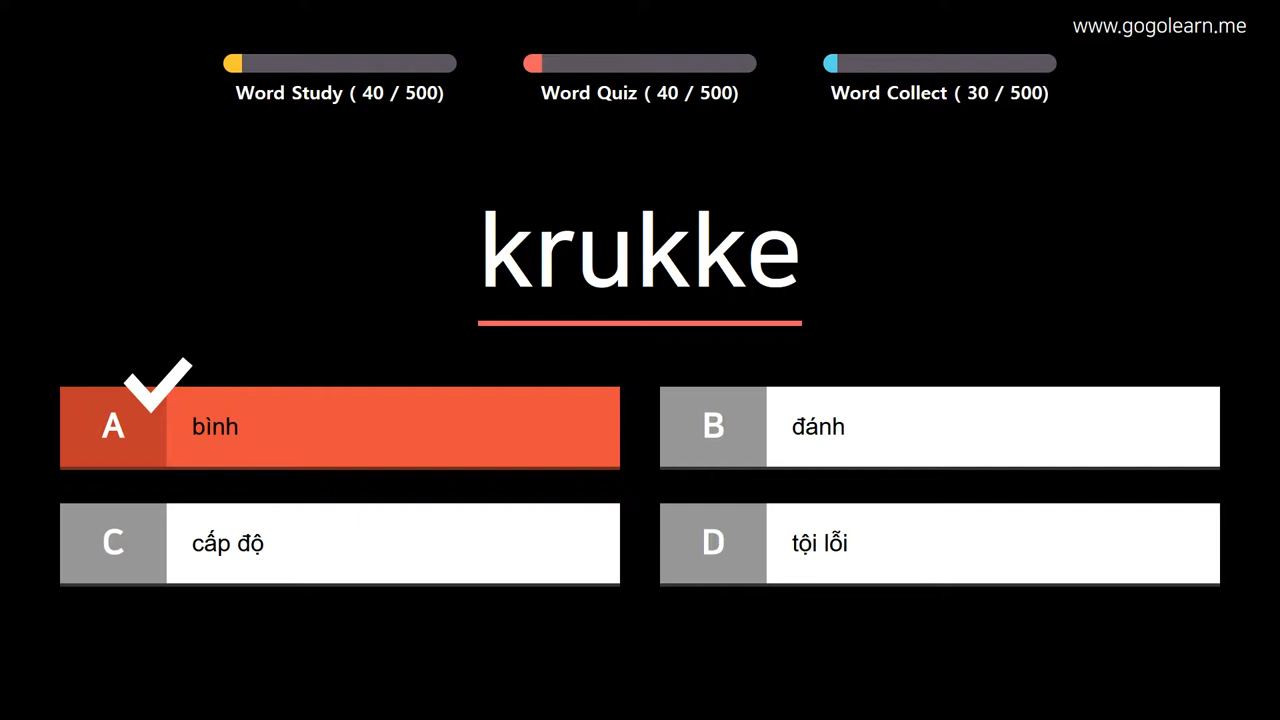 www.gogolearn.me
Word Study ( 40 / 500)
Word Quiz ( 40 / 500)
Word Collect ( 30 / 500)
krukke
A
bình
B
đánh
C
cấp độ
D
tội lỗi